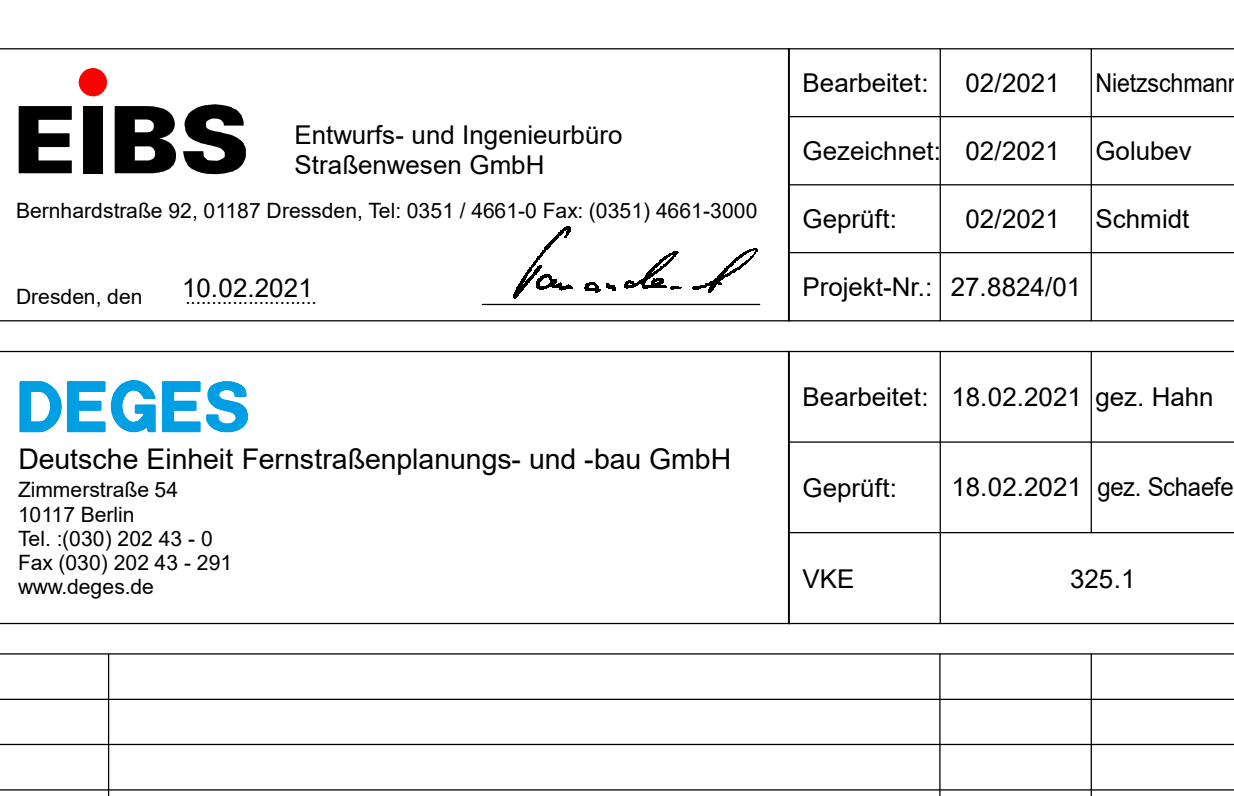 EiBS
Entwurfs- und Ingenieurbüro
Straßenwesen GmbH
Bernhardstraße 92, 01187 Dressden, Tel: 0351 / 4661-0 Fax: (0351) 4661-3000
Dresden, den 10.02.2021
Bearbeitet: 02/2021 Nietzschmann
Gezeichnet: 02/2021 Golubev
Geprüft: 02/2021 Schmidt
Projekt-Nr.: 27.8824/01
DEGES
Deutsche Einheit Fernstraßenplanungs- und -bau GmbH
Zimmerstraße 54
10117 Berlin
Tel. :(030) 202 43 - 0
Fax (030) 202 43 - 291
www.deges.de
Bearbeitet: 18.02.2021 gez. Hahn
Geprüft: 18.02.2021 gez. Schaefe
VKE 325.1